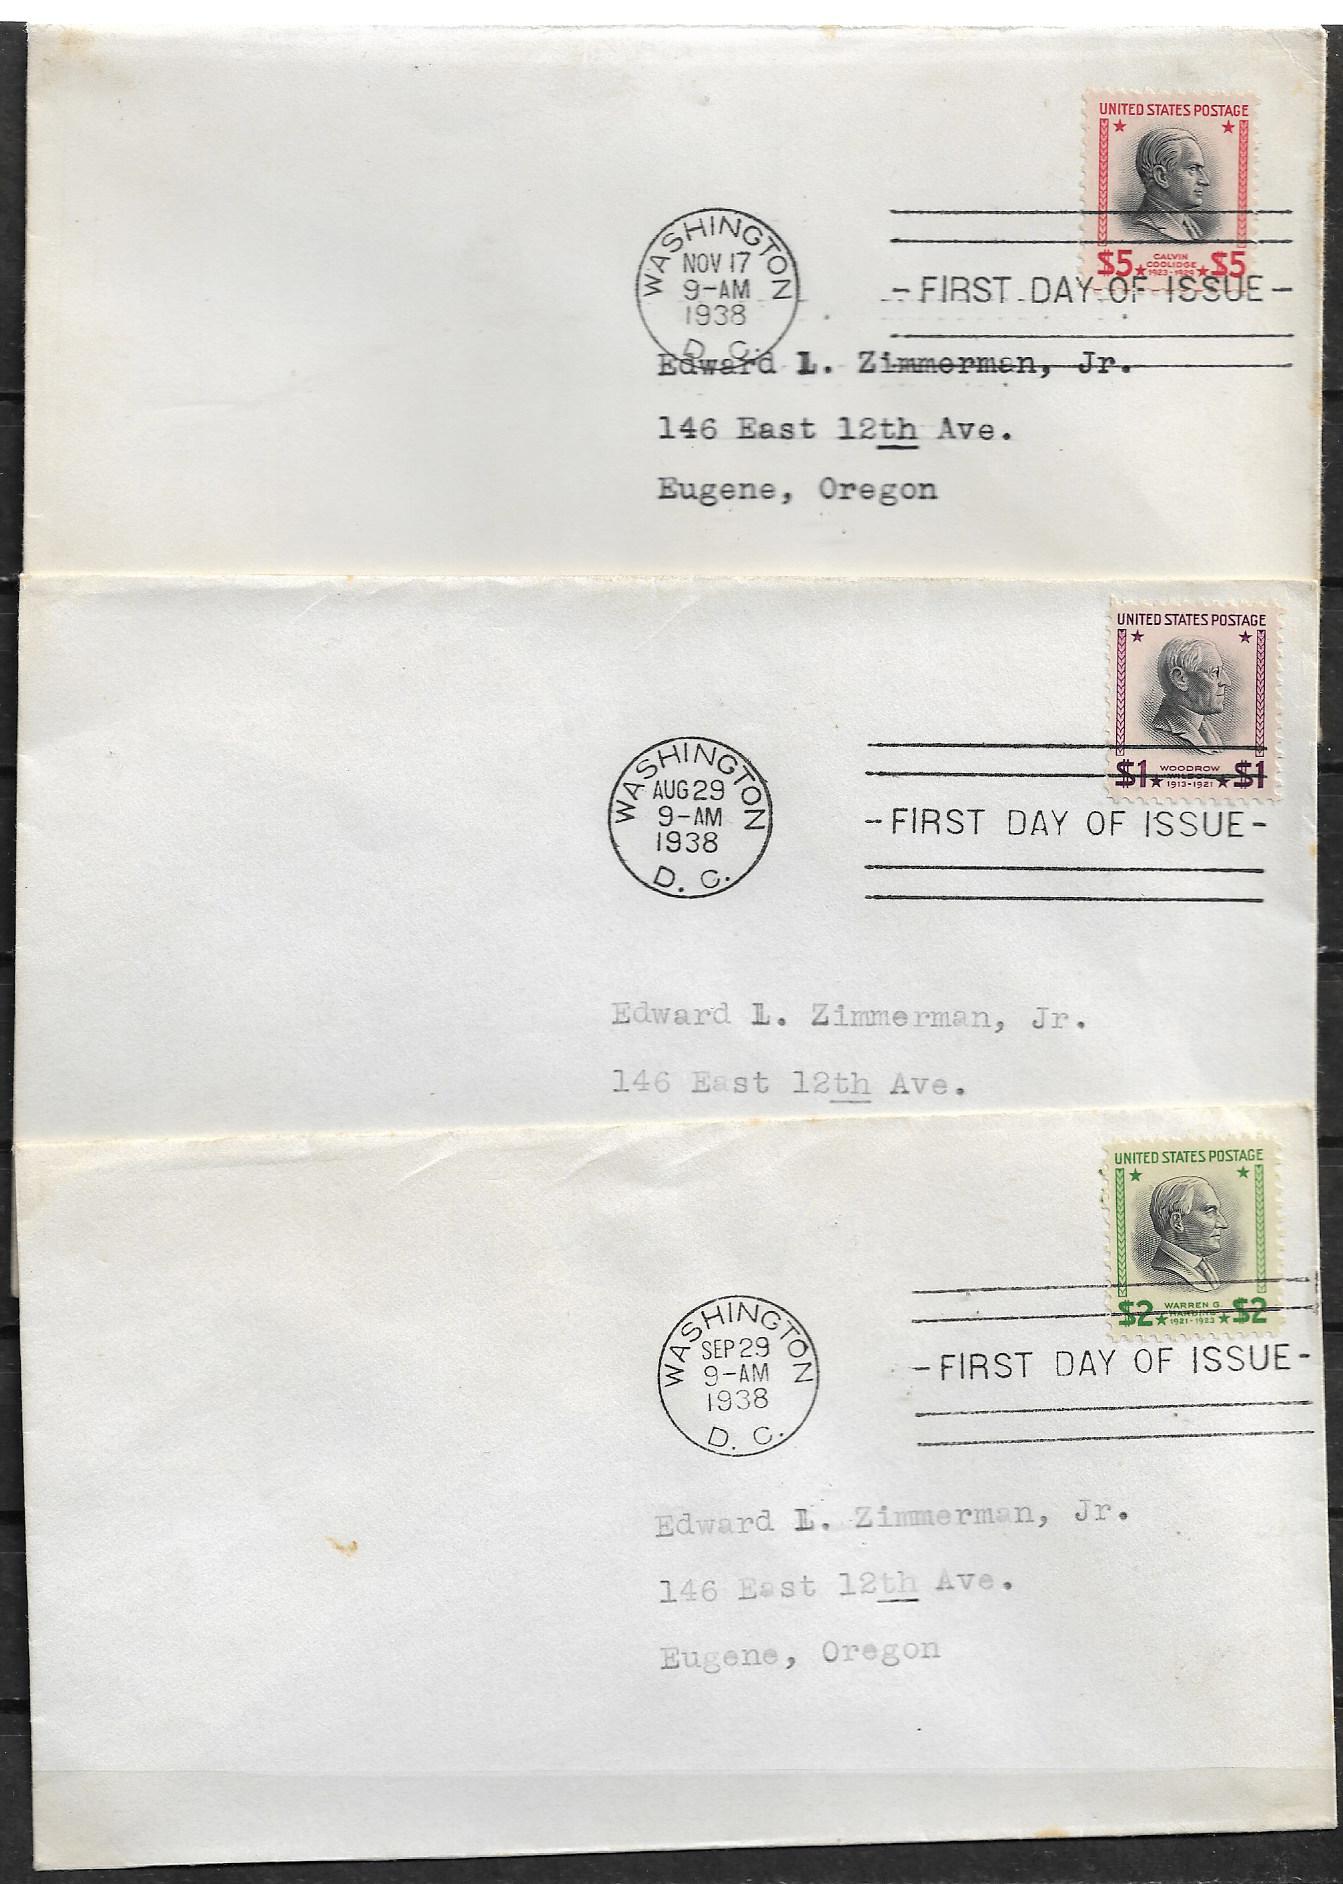 UNITED STATES POSTAGE
$5 CALVIN COOLIDGE 1923-1929 $5
WASHINGTON
NOV 17
9-AM
1938
D. C.
-FIRST DAY OF ISSUE-
Edward L. Zimmerman, Jr.
146 East 12th Ave.
Eugene, Oregon
UNITED STATES POSTAGE
$1 WOODROW WILSON 1913-1921 $1
WASHINGTON
AUG 29
9-AM
1938
D. C.
-FIRST DAY OF ISSUE-
Edward L. Zimmerman, Jr.
146 East 12th Ave.
UNITED STATES POSTAGE
$2 WARREN G. HARDING 1921-1923 $2
WASHINGTON
SEP 29
9-AM
1938
D. C.
-FIRST DAY OF ISSUE-
Edward L. Zimmerman, Jr.
146 East 12th Ave.
Eugene, Oregon